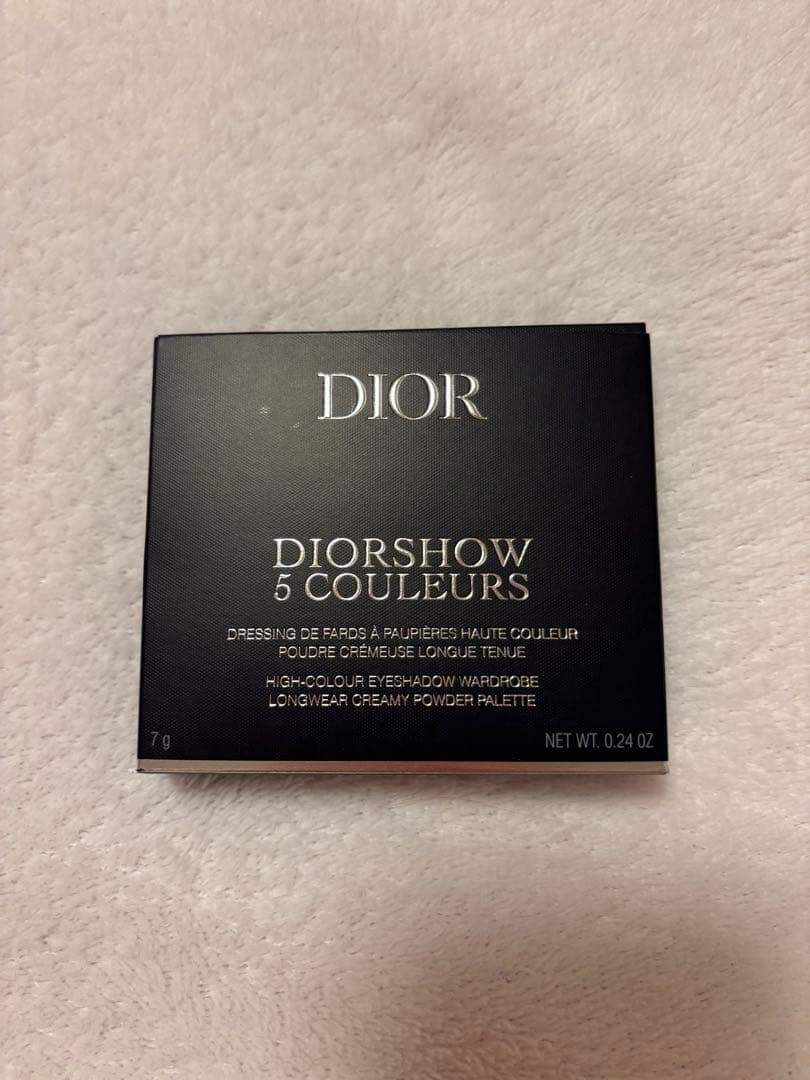 DIOR
DIORSHOW
5 COULEURS
DRESSING DE FARDS À PAUPIÈRES HAUTE COULEUR
POUDRE CRÉMEUSE LONGUE TENUE
HIGH-COLOUR EYESHADOW WARDROBE
LONGWEAR CREAMY POWDER PALETTE
7 g
NET WT. 0.24 OZ